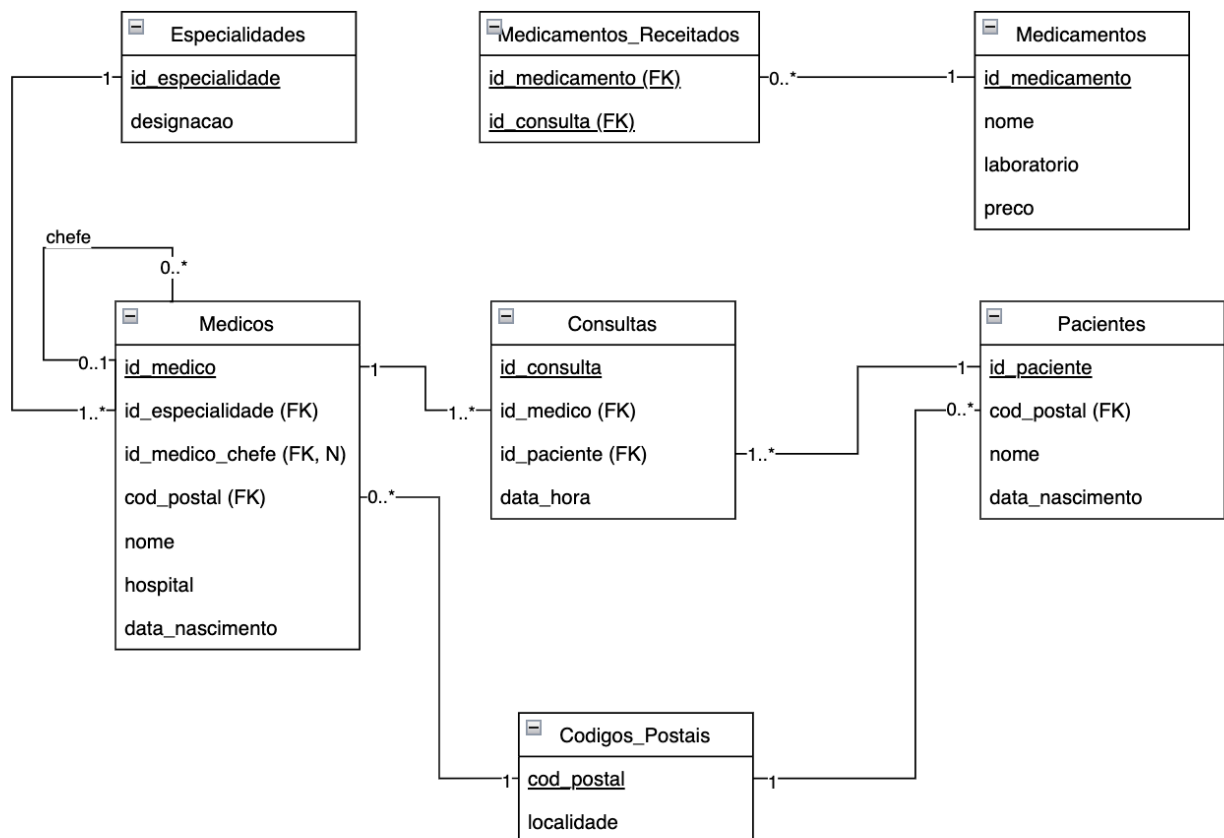 Especialidades
id_especialidade
designacao
Medicamentos_Receitados
id_medicamento (FK)
id_consulta (FK)
Medicamentos
id_medicamento
nome
laboratorio
preco
1
0..*
1
chefe
0..*
0..1
1..*
Medicos
id_medico
id_especialidade (FK)
id_medico_chefe (FK, N)
cod_postal (FK)
nome
hospital
data_nascimento
1
1..*
0..*
Consultas
id_consulta
id_medico (FK)
id_paciente (FK)
data_hora
1
1..*
0..*
Pacientes
id_paciente
cod_postal (FK)
nome
data_nascimento
Codigos_Postais
cod_postal
localidade
1
1